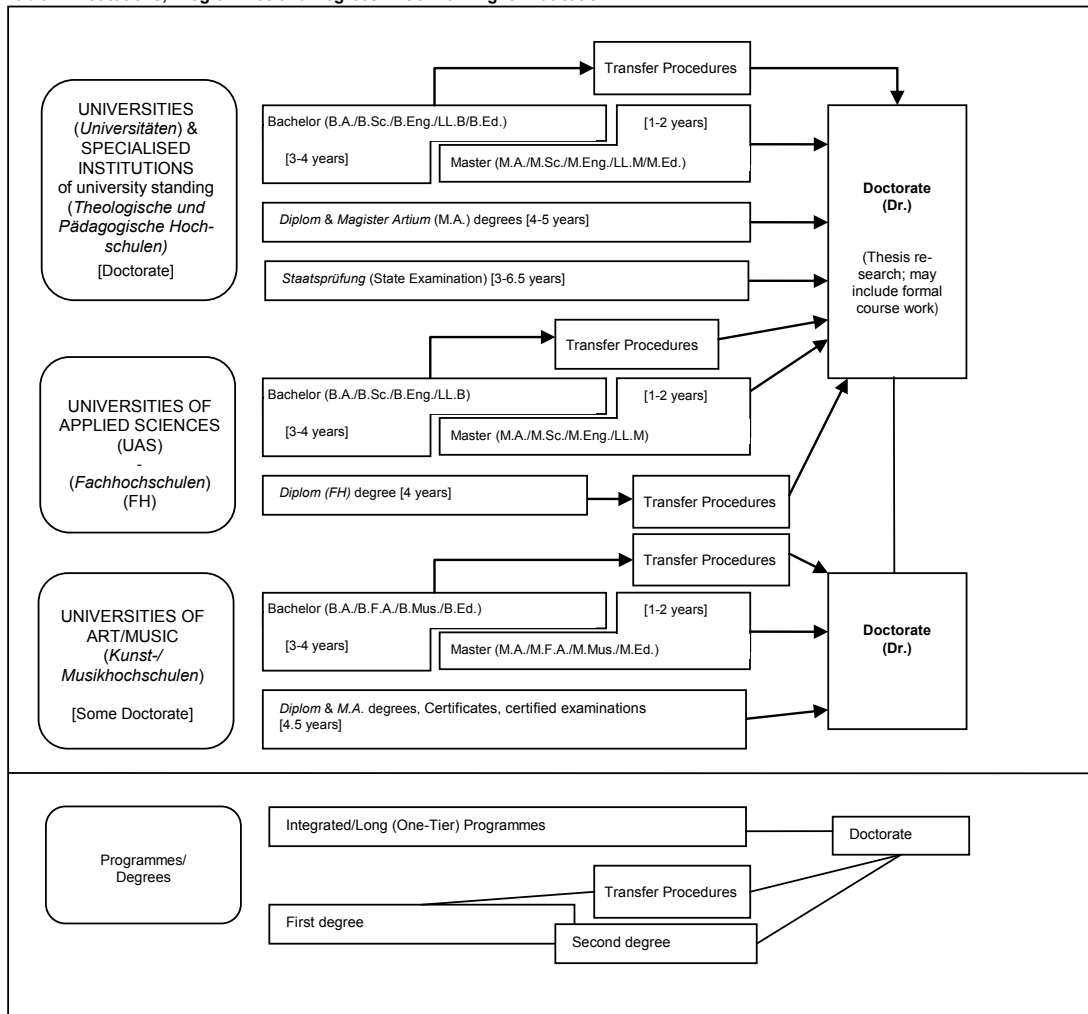 Transfer Procedures
UNIVERSITIES
(Universitäten) &
SPECIALISED
INSTITUTIONS
of university standing
(Theologische und
Pädagogische Hoch-
schulen)
[Doctorate]
Bachelor (B.A./B.Sc./B.Eng./LL.B/B.Ed.)
[3-4 years]
[1-2 years]
Master (M.A./M.Sc./M.Eng./LL.M/M.Ed.)
Diplom & Magister Artium (M.A.) degrees [4-5 years]
Staatsprüfung (State Examination) [3-6.5 years]
Doctorate
(Dr.)
(Thesis re-
search; may
include formal
course work)
Transfer Procedures
UNIVERSITIES OF
APPLIED SCIENCES
(UAS)
-
(Fachhochschulen)
(FH)
Bachelor (B.A./B.Sc./B.Eng./LL.B)
[3-4 years]
[1-2 years]
Master (M.A./M.Sc./M.Eng./LL.M)
Diplom (FH) degree [4 years]
Transfer Procedures
Transfer Procedures
UNIVERSITIES OF
ART/MUSIC
(Kunst-/
Musikhochschulen)
[Some Doctorate]
Bachelor (B.A./B.F.A./B.Mus./B.Ed.)
[3-4 years]
[1-2 years]
Master (M.A./M.F.A./M.Mus./M.Ed.)
Diplom & M.A. degrees, Certificates, certified examinations
[4.5 years]
Doctorate
(Dr.)
Programmes/
Degrees
Integrated/Long (One-Tier) Programmes
Doctorate
Transfer Procedures
First degree
Second degree